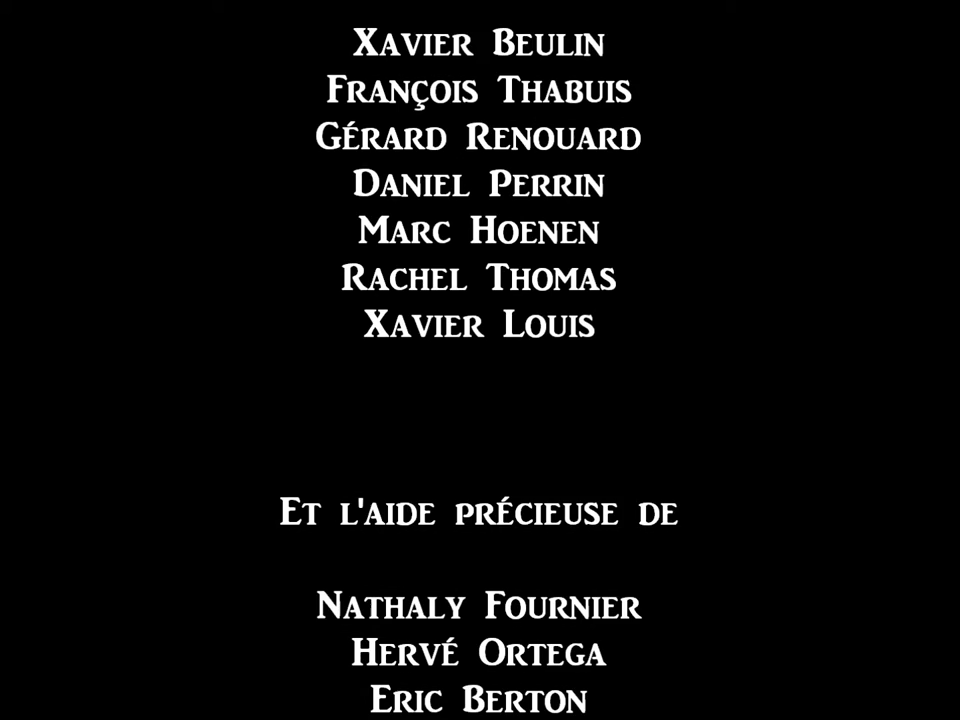 Xavier Beulin
François Thabuis
Gérard Renouard
Daniel Perrin
Marc Hoenen
Rachel Thomas
Xavier Louis
Et l'aide précieuse de
Nathaly Fournier
Hervé Ortega
Eric Berton